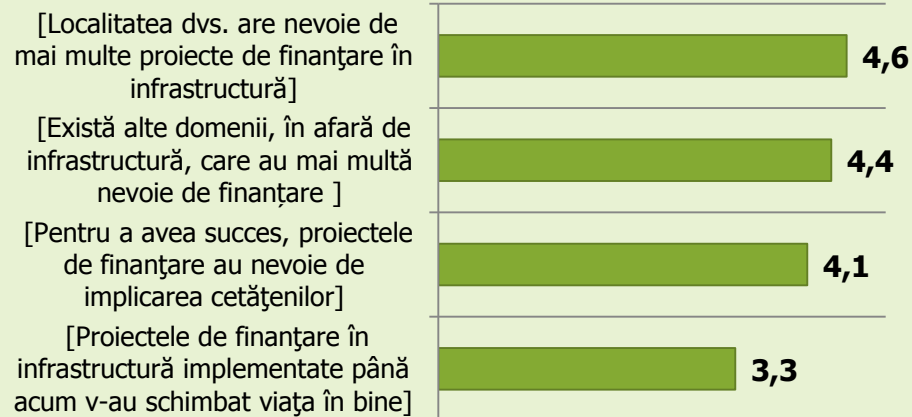 [Localitatea dvs. are nevoie de
mai multe proiecte de finanţare în
infrastructură]
4,6
[Există alte domenii, în afară de
infrastructură, care au mai multă
nevoie de finanțare ]
4,4
[Pentru a avea succes, proiectele
de finanţare au nevoie de
implicarea cetăţenilor]
4,1
[Proiectele de finanţare în
infrastructură implementate până
acum v-au schimbat viaţa în bine]
3,3